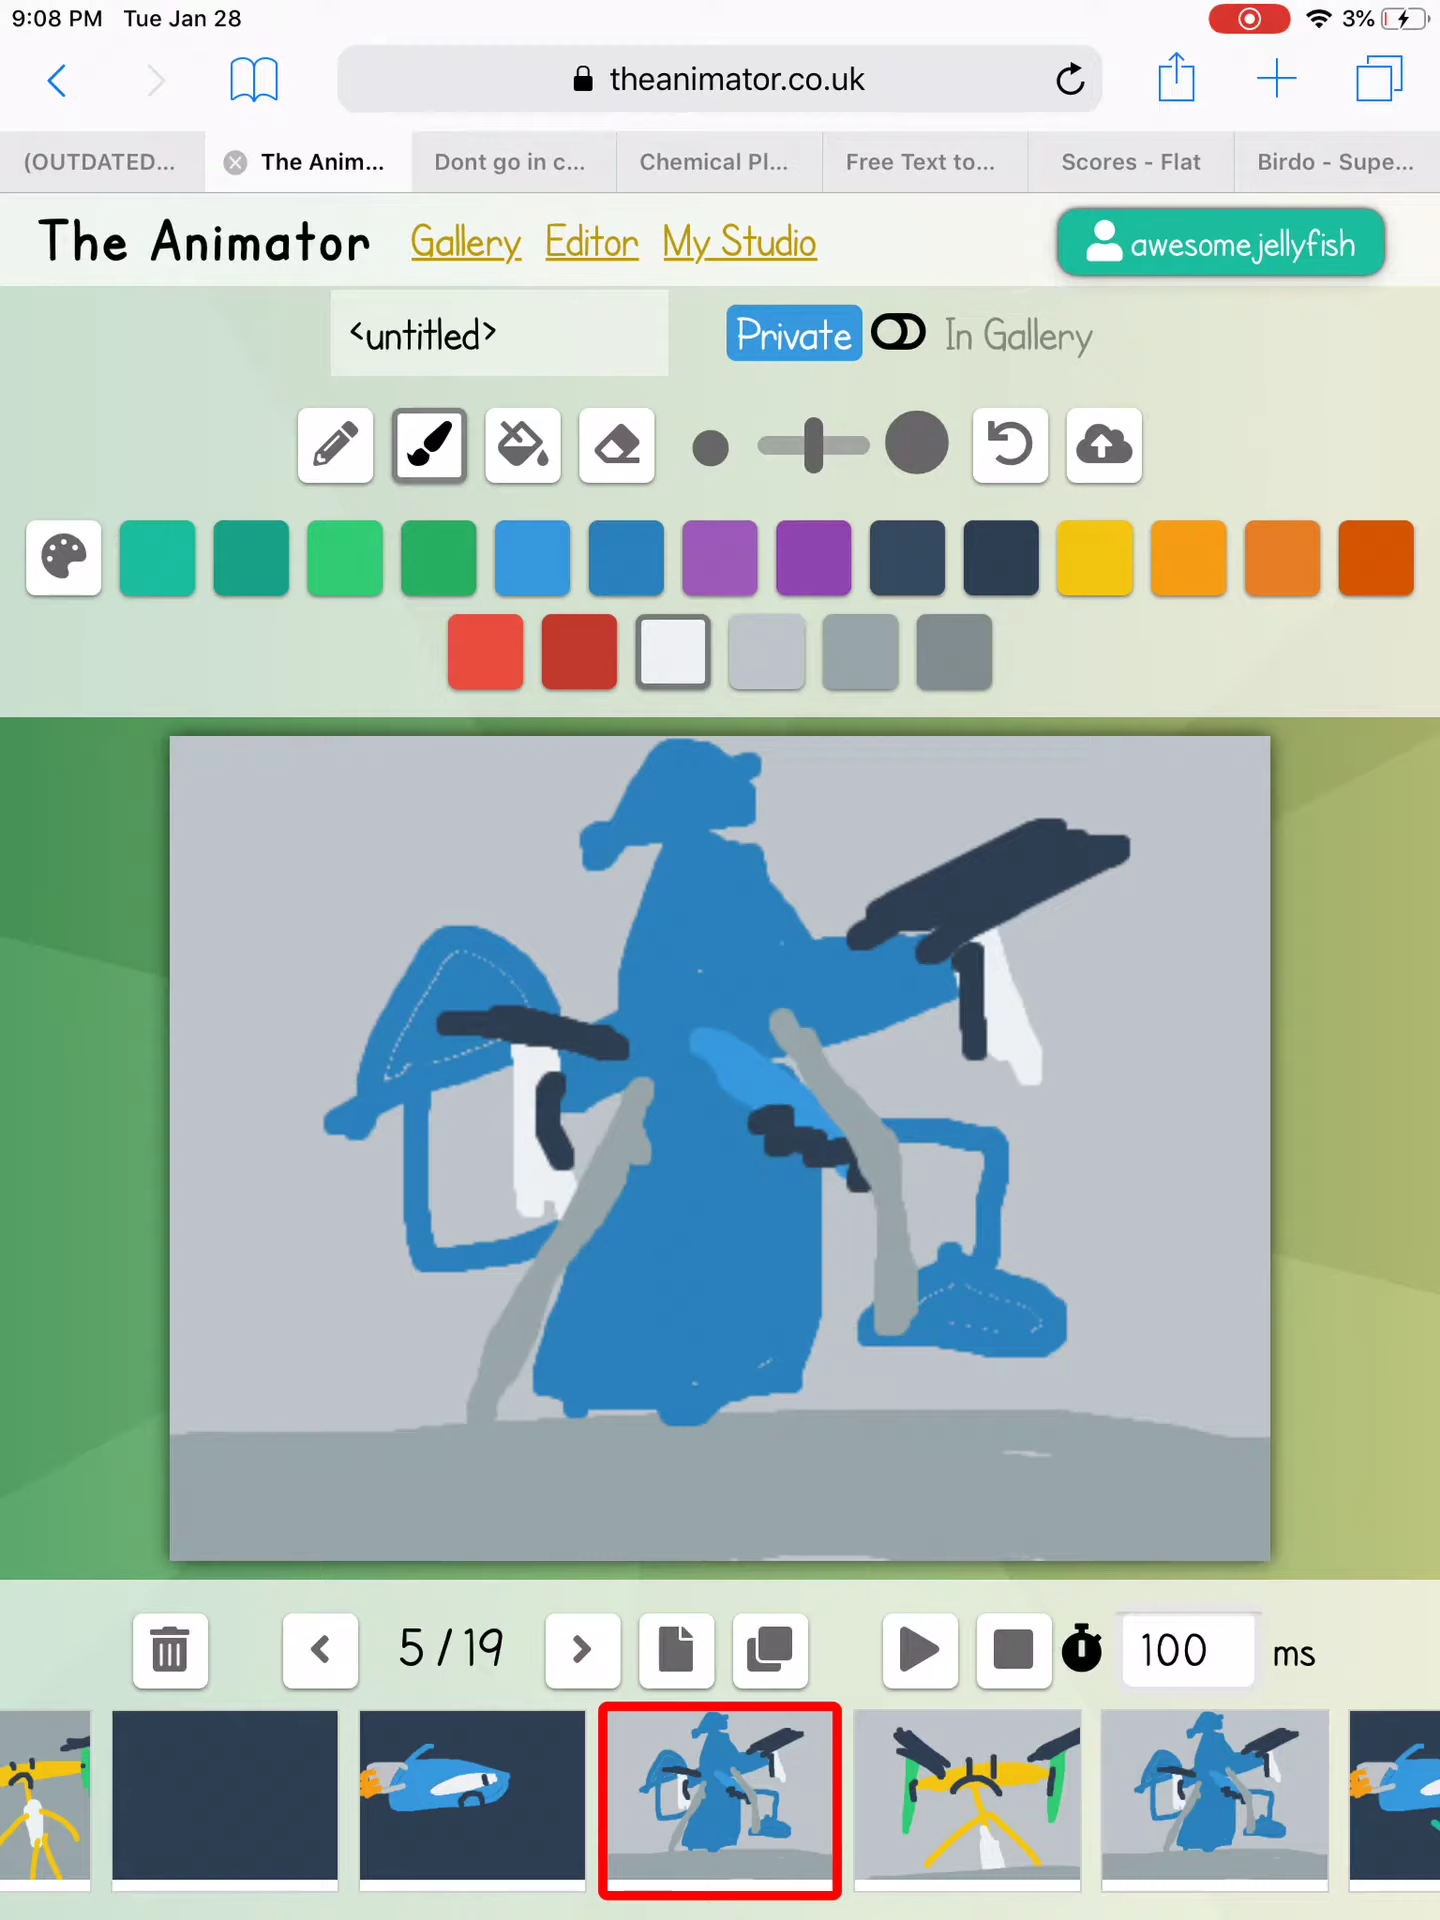 9:08 PM Tue Jan 28
3%
theanimator.co.uk
(OUTDATED... The Anim... Dont go in c... Chemical Pl... Free Text to... Scores - Flat Birdo - Supe...
The Animator Gallery Editor My Studio awesomejellyfish
<untitled> Private In Gallery
5 / 19 100 ms